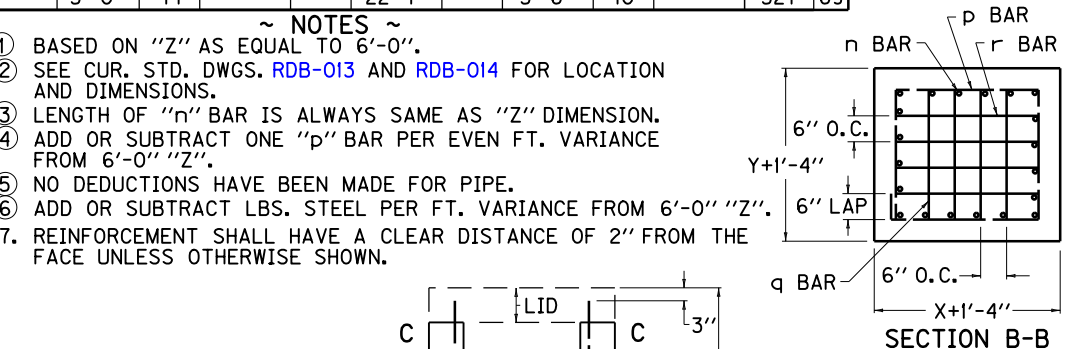 ~ NOTES ~
① BASED ON "Z" AS EQUAL TO 6'-0".
② SEE CUR. STD. DWGS. RDB-013 AND RDB-014 FOR LOCATION
AND DIMENSIONS.
③ LENGTH OF "n" BAR IS ALWAYS SAME AS "Z" DIMENSION.
④ ADD OR SUBTRACT ONE "p" BAR PER EVEN FT. VARIANCE
FROM 6'-0" "Z".
⑤ NO DEDUCTIONS HAVE BEEN MADE FOR PIPE.
⑥ ADD OR SUBTRACT LBS. STEEL PER FT. VARIANCE FROM 6'-0" "Z".
7. REINFORCEMENT SHALL HAVE A CLEAR DISTANCE OF 2" FROM THE
FACE UNLESS OTHERWISE SHOWN.
p BAR
n BAR
r BAR
6" O.C.
Y+1'-4"
6" LAP
q BAR
6" O.C.
X+1'-4"
SECTION B-B
LID
C
C
3"